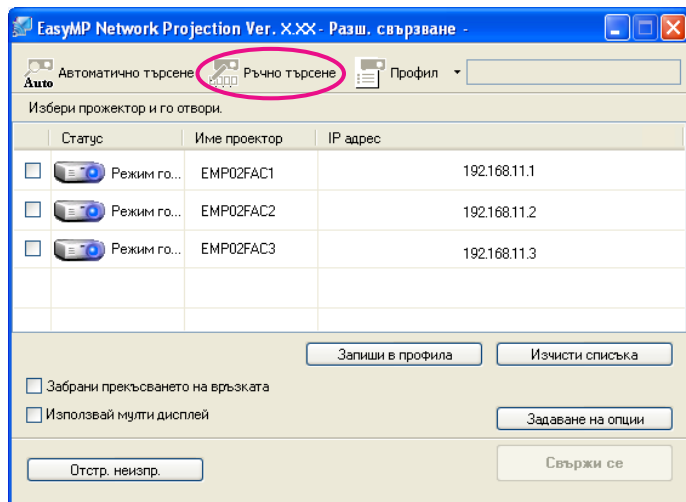 EasyMP Network Projection Ver. X.XX - Разш. свързване -
Auto Автоматично търсене Ръчно търсене Профил
Избери прожектор и го отвори.
Статус Име проектор IP адрес
Режим го... EMP02FAC1 192.168.11.1
Режим го... EMP02FAC2 192.168.11.2
Режим го... EMP02FAC3 192.168.11.3
Запиши в профила Изчисти списъка
Забрани прекъсването на връзката
Използвай мулти дисплей
Задаване на опции
Отстр. неизпр. Свържи се